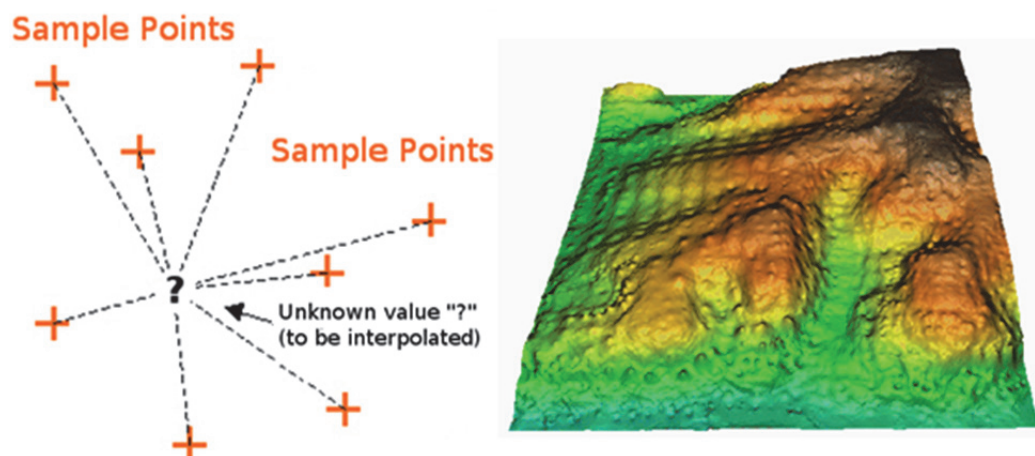 Sample Points
Sample Points
?
Unknown value "?"
(to be interpolated)